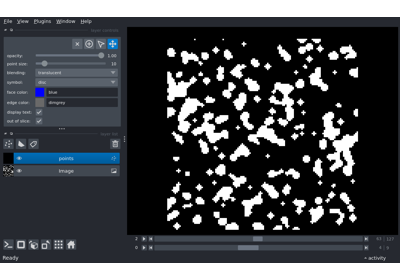 File View Plugins Window Help
opacity: 1.00
point size: 10
blending: translucent
symbol: disc
face color: blue
edge color: dimgrey
display text:
out of slice:
points
Image
Ready
activity